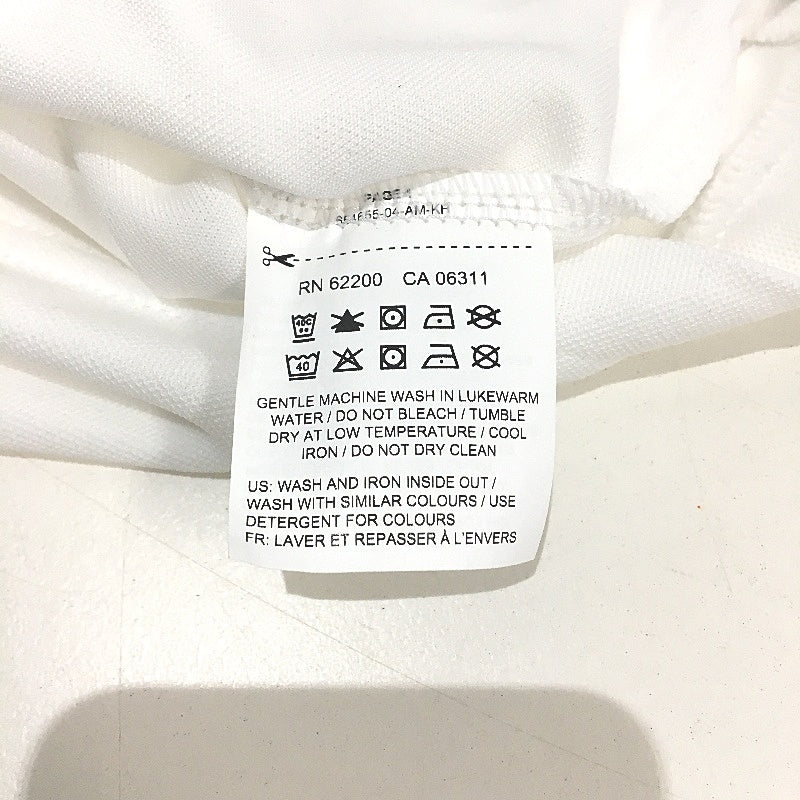 RN 62200 CA 06311
40C
40
GENTLE MACHINE WASH IN LUKEWARM
WATER / DO NOT BLEACH / TUMBLE
DRY AT LOW TEMPERATURE / COOL
IRON / DO NOT DRY CLEAN
US: WASH AND IRON INSIDE OUT /
WASH WITH SIMILAR COLOURS / USE
DETERGENT FOR COLOURS
FR: LAVER ET REPASSER À L'ENVERS